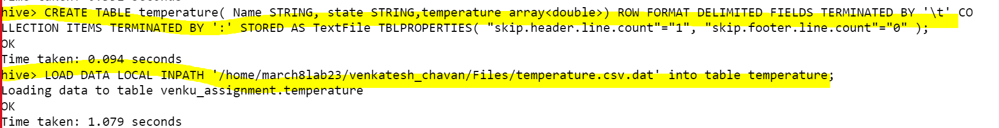 hive> CREATE TABLE temperature( Name STRING, state STRING,temperature array<double>) ROW FORMAT DELIMITED FIELDS TERMINATED BY '\t' CO
LLECTION ITEMS TERMINATED BY ':' STORED AS TextFile TBLPROPERTIES( "skip.header.line.count"="1", "skip.footer.line.count"="0" );
OK
Time taken: 0.094 seconds
hive> LOAD DATA LOCAL INPATH '/home/march8lab23/venkatesh_chavan/Files/temperature.csv.dat' into table temperature;
Loading data to table venku_assignment.temperature
OK
Time taken: 1.079 seconds